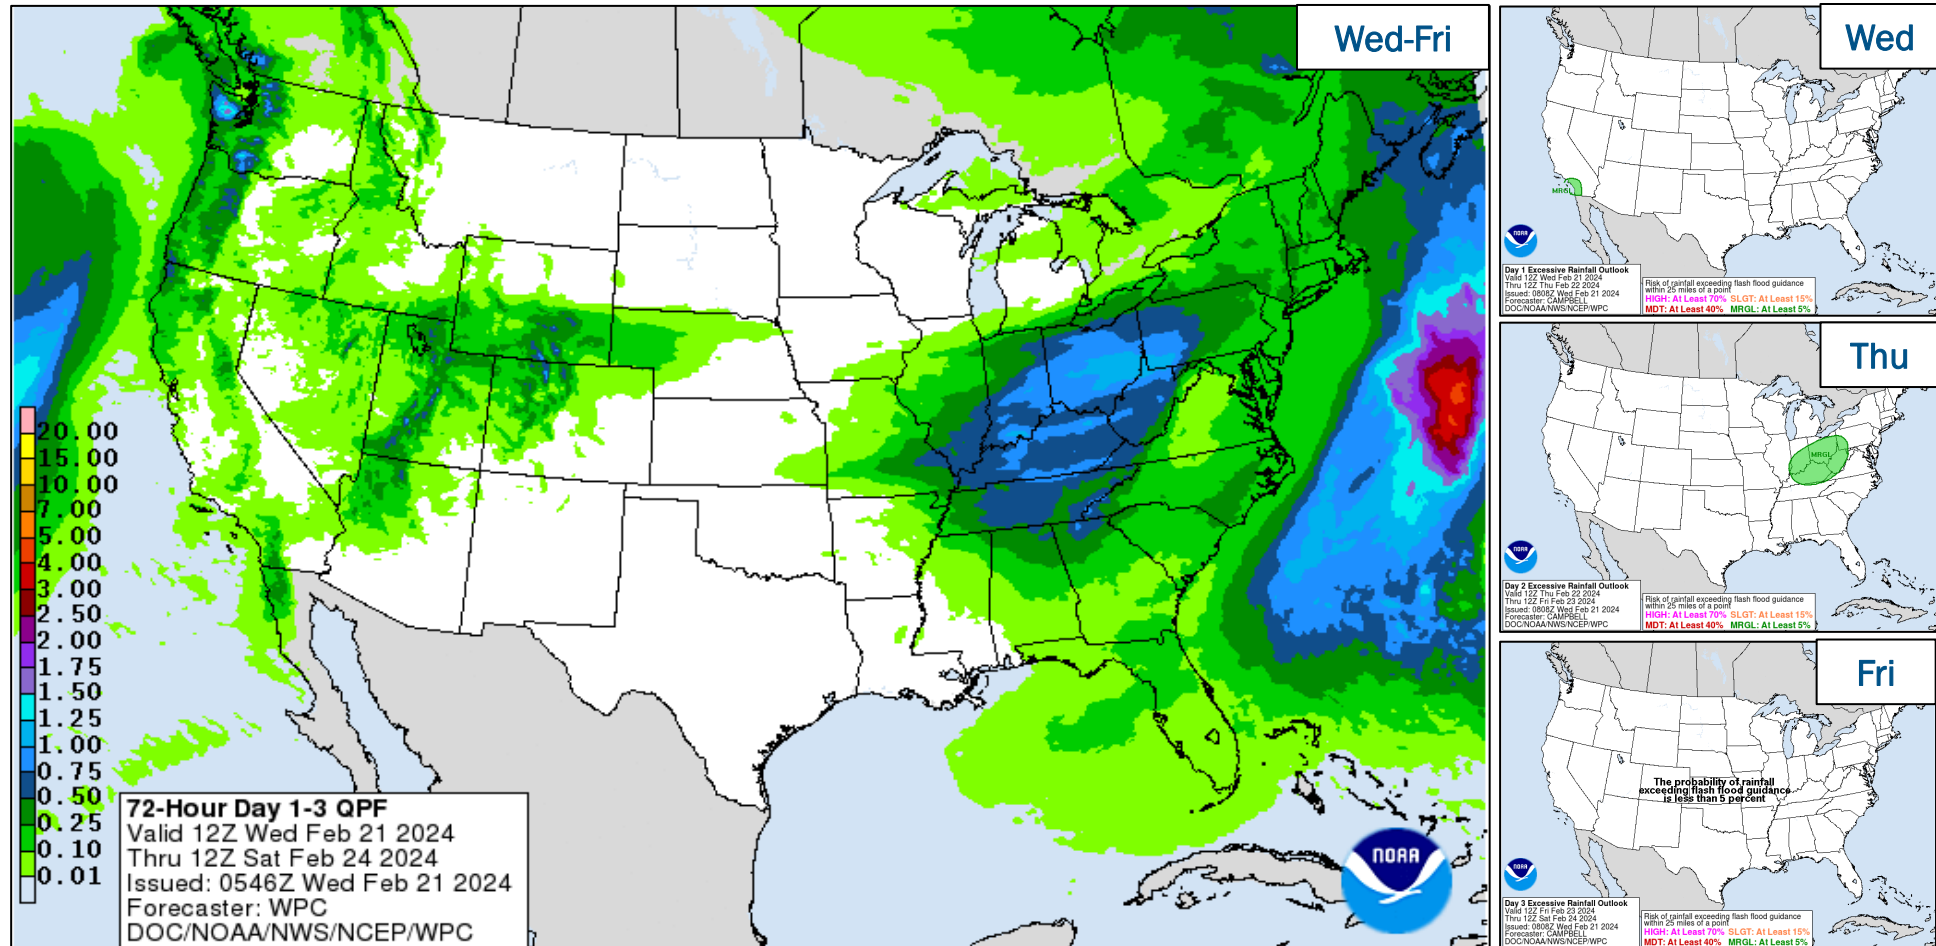 Wed-Fri
20.00
15.00
10.00
7.00
5.00
4.00
3.00
2.50
2.00
1.75
1.50
1.25
1.00
0.75
0.50
0.25
0.10
0.01
72-Hour Day 1-3 QPF
Valid 12Z Wed Feb 21 2024
Thru 12Z Sat Feb 24 2024
Issued: 0546Z Wed Feb 21 2024
Forecaster: WPC
DOC/NOAA/NWS/NCEP/WPC
NOAA
Wed
MRGL
NOAA
Day 1 Excessive Rainfall Outlook
Valid 12Z Wed Feb 21 2024
Thru 12Z Thu Feb 22 2024
Issued: 0808Z Wed Feb 21 2024
Forecaster: CAMPBELL
DOC/NOAA/NWS/NCEP/WPC
Risk of rainfall exceeding flash flood guidance
within 25 miles of a point
HIGH: At Least 70% SLGT: At Least 15%
MDT: At Least 40% MRGL: At Least 5%
Thu
MRGL
NOAA
Day 2 Excessive Rainfall Outlook
Valid 12Z Thu Feb 22 2024
Thru 12Z Fri Feb 23 2024
Issued: 0808Z Wed Feb 21 2024
Forecaster: CAMPBELL
DOC/NOAA/NWS/NCEP/WPC
Risk of rainfall exceeding flash flood guidance
within 25 miles of a point
HIGH: At Least 70% SLGT: At Least 15%
MDT: At Least 40% MRGL: At Least 5%
Fri
The probability of rainfall
exceeding flash flood guidance
is less than 5 percent
NOAA
Day 3 Excessive Rainfall Outlook
Valid 12Z Fri Feb 23 2024
Thru 12Z Sat Feb 24 2024
Issued: 0808Z Wed Feb 21 2024
Forecaster: CAMPBELL
DOC/NOAA/NWS/NCEP/WPC
Risk of rainfall exceeding flash flood guidance
within 25 miles of a point
HIGH: At Least 70% SLGT: At Least 15%
MDT: At Least 40% MRGL: At Least 5%